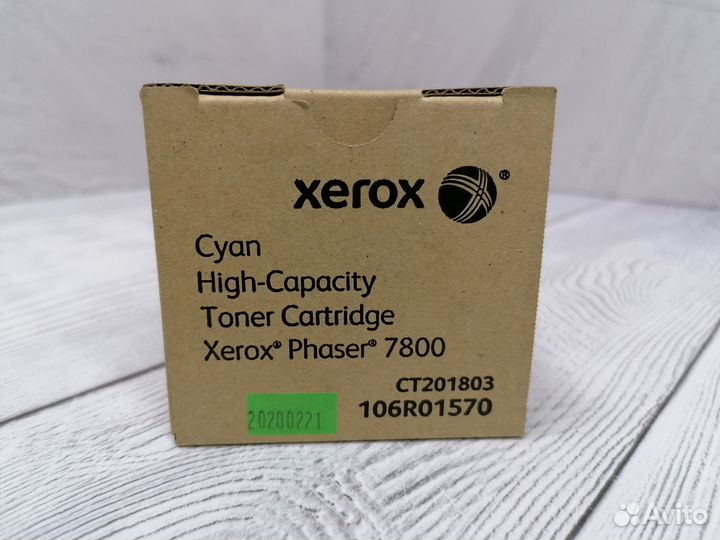 xerox®
Cyan
High-Capacity
Toner Cartridge
Xerox® Phaser® 7800
CT201803
106R01570
20200221
Avito